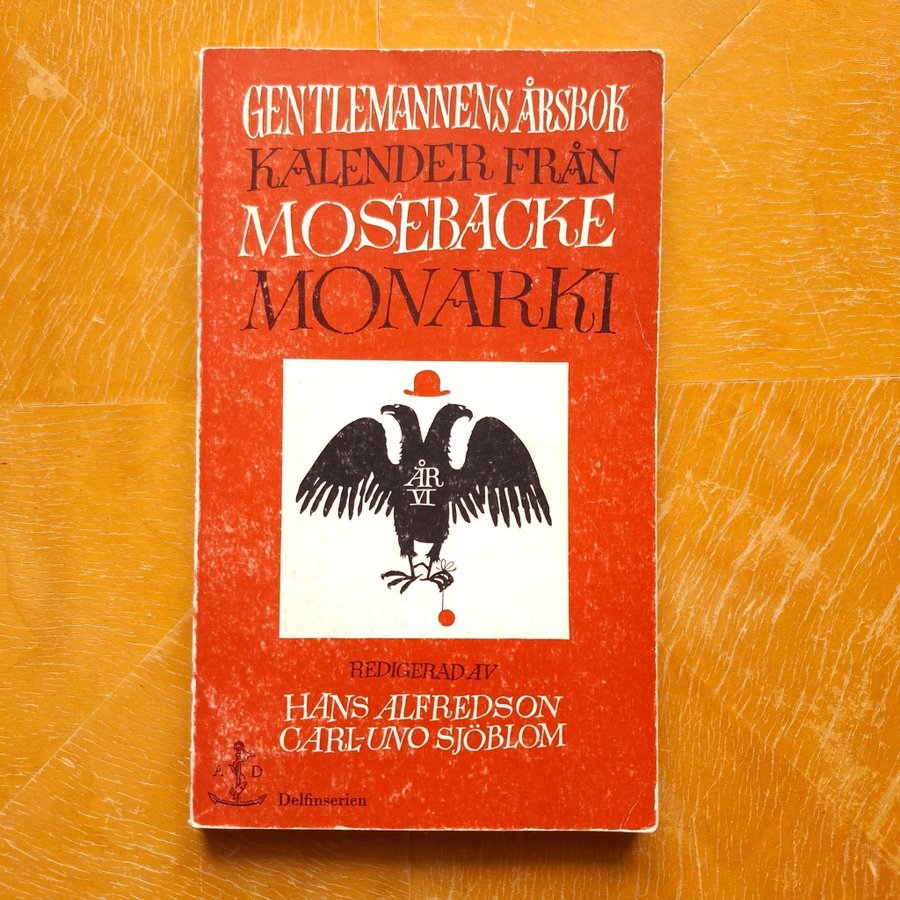 GENTLEMANNENS ÅRSBOK
KALENDER FRÅN
MOSEBACKE
MONARKI
ÅR
VI
REDIGERAD AV
HANS ALFREDSON
CARL-UNO SJÖBLOM
A D
Delfinserien